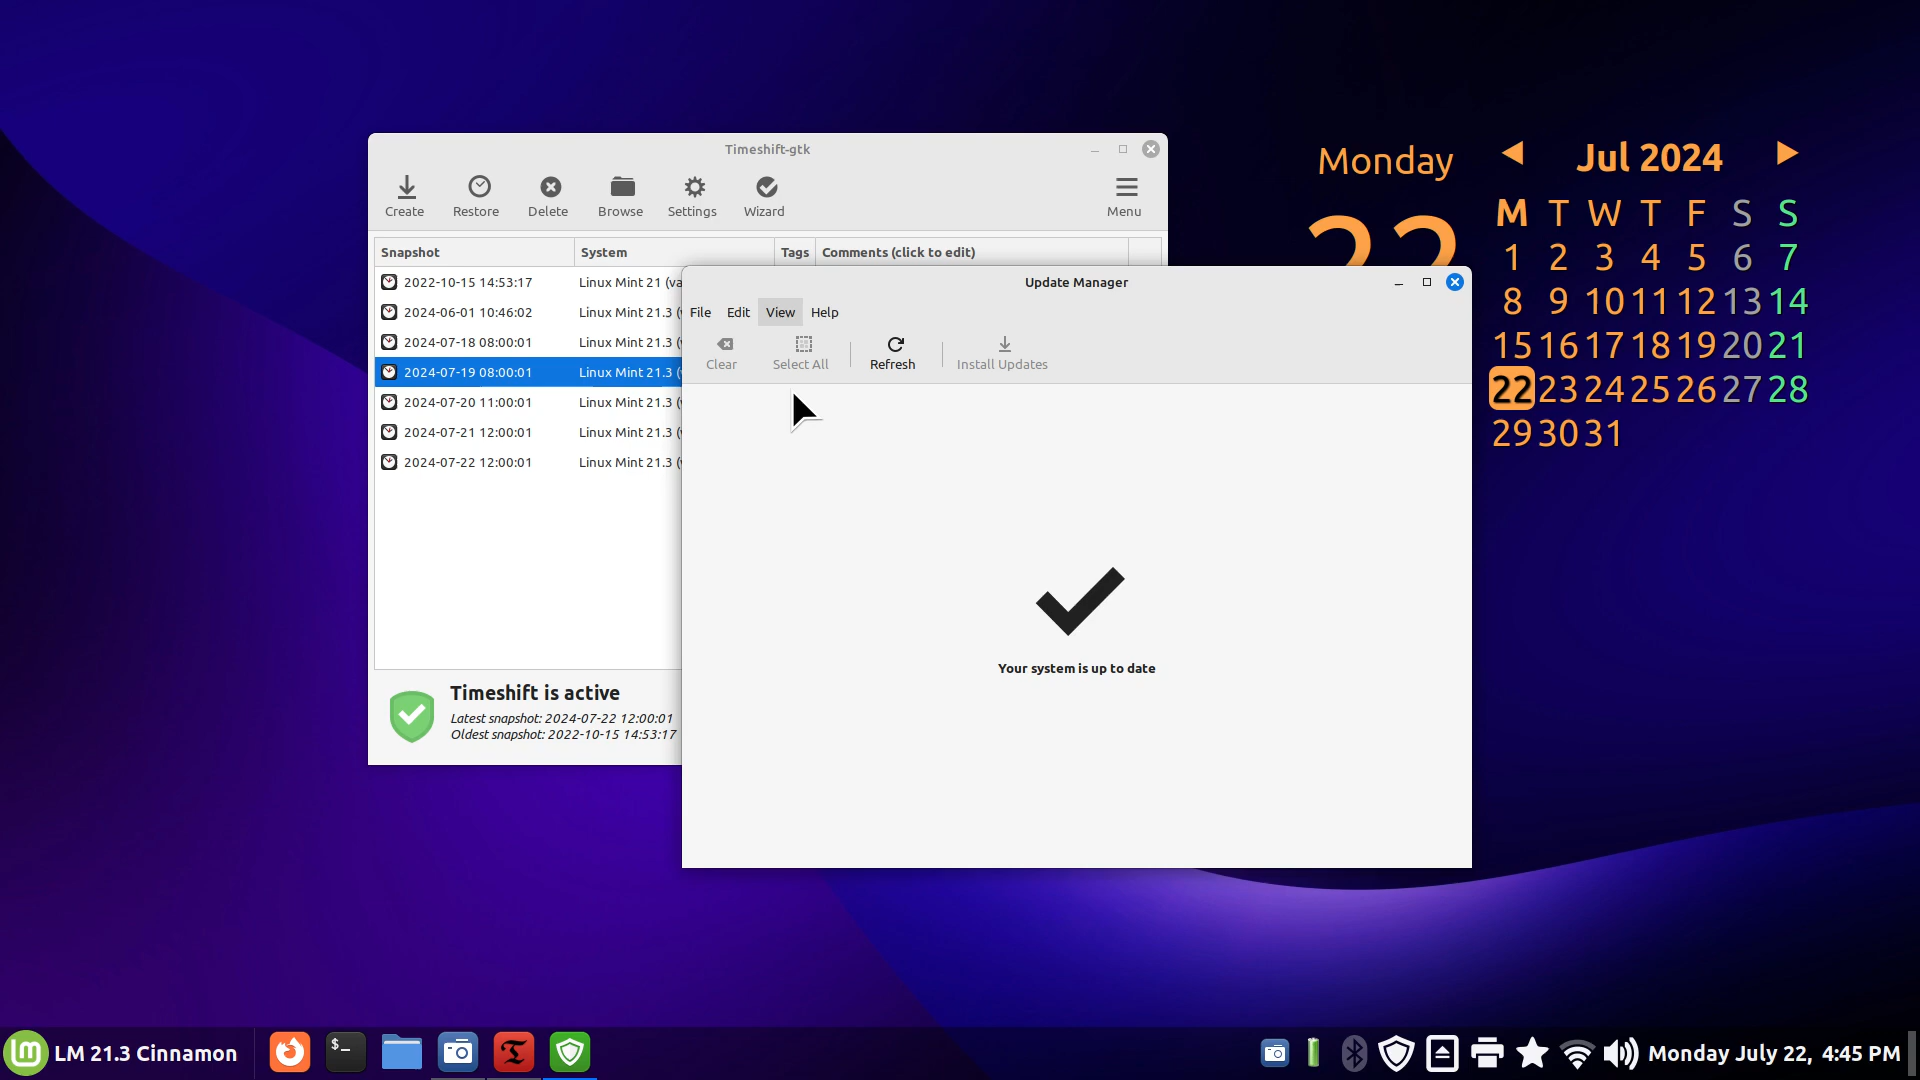 Timeshift-gtk
Create Restore Delete Browse Settings Wizard Menu
Snapshot System Tags Comments (click to edit)
2022-10-15 14:53:17 Linux Mint 21 (va
2024-06-01 10:46:02 Linux Mint 21.3 (
2024-07-18 08:00:01 Linux Mint 21.3 (
2024-07-19 08:00:01 Linux Mint 21.3 (
2024-07-20 11:00:01 Linux Mint 21.3 (
2024-07-21 12:00:01 Linux Mint 21.3 (
2024-07-22 12:00:01 Linux Mint 21.3 (
Timeshift is active
Latest snapshot: 2024-07-22 12:00:01
Oldest snapshot: 2022-10-15 14:53:17
Update Manager
File Edit View Help
Clear Select All Refresh Install Updates
Your system is up to date
Monday
22
Jul 2024
M T W T F S S
1 2 3 4 5 6 7
8 9 10 11 12 13 14
15 16 17 18 19 20 21
22 23 24 25 26 27 28
29 30 31
LM 21.3 Cinnamon
$_
Monday July 22, 4:45 PM